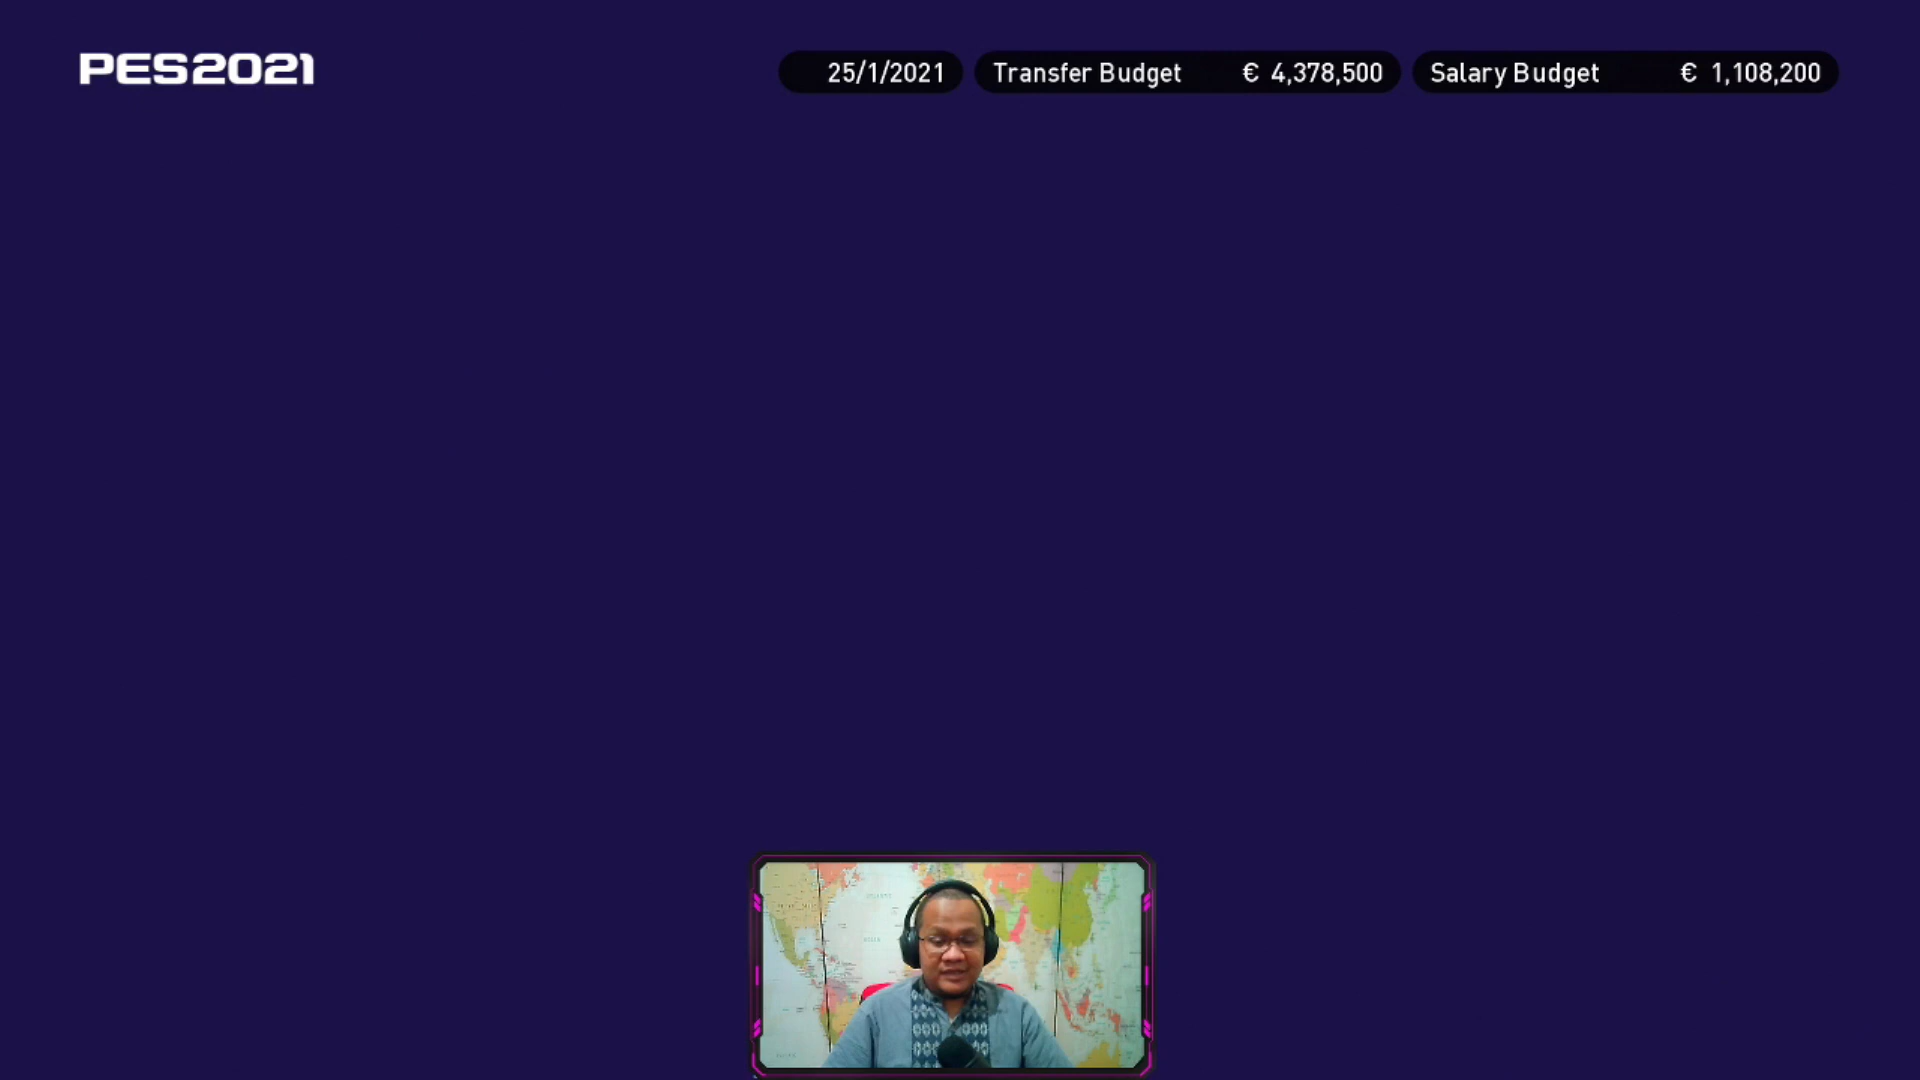 PES2021
25/1/2021 Transfer Budget € 4,378,500 Salary Budget € 1,108,200